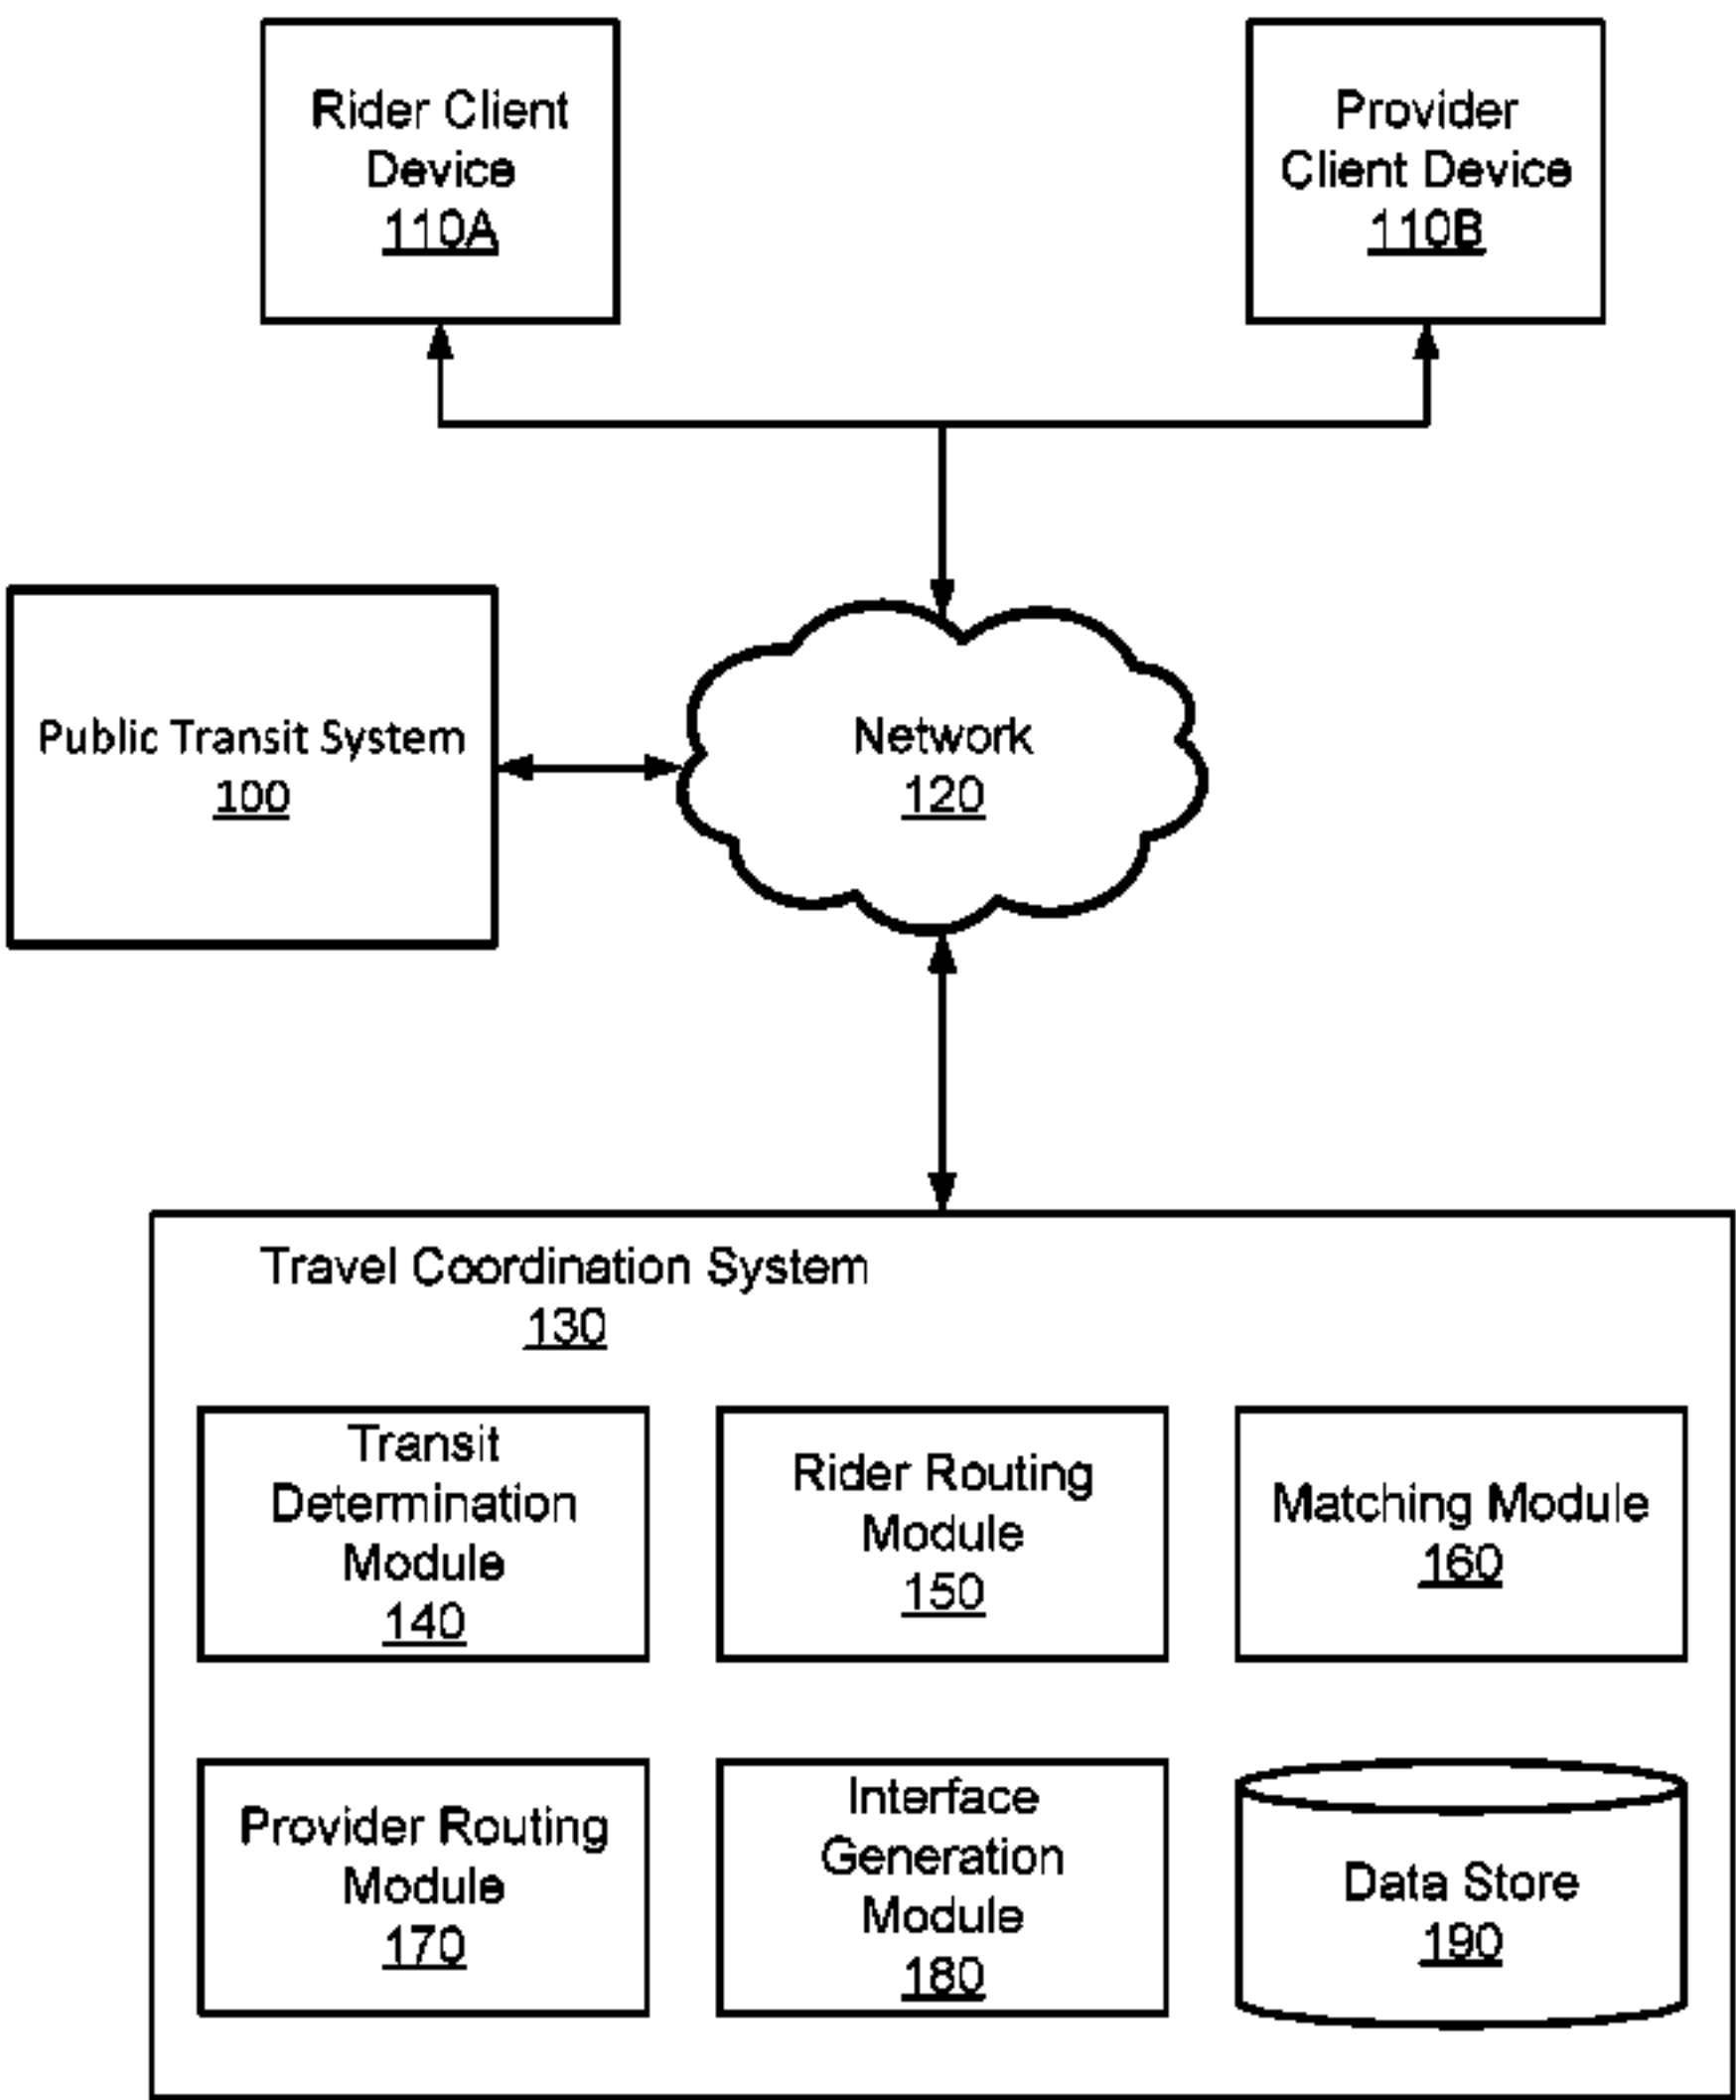 Rider Client
Device
110A
Provider
Client Device
110B
Public Transit System
100
Network
120
Travel Coordination System
130
Transit
Determination
Module
140
Rider Routing
Module
150
Matching Module
160
Provider Routing
Module
170
Interface
Generation
Module
180
Data Store
190